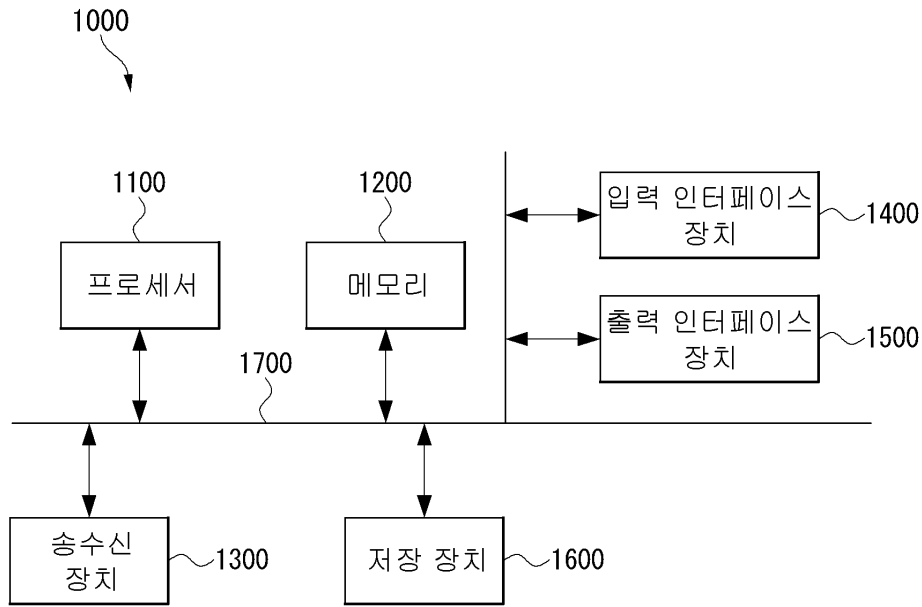 1000
1100
1200
입력 인터페이스
장치
1400
프로세서
메모리
출력 인터페이스
장치
1500
1700
송수신
장치
1300
저장 장치
1600